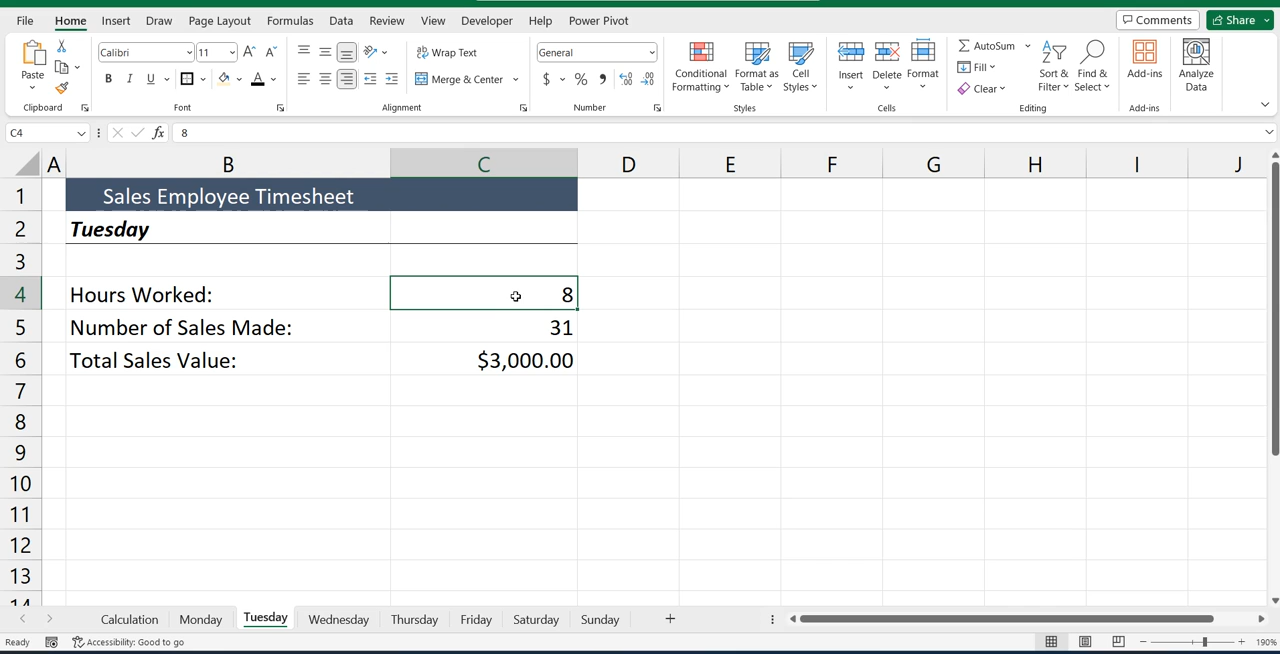 File Home Insert Draw Page Layout Formulas Data Review View Developer Help Power Pivot Comments Share
Paste
Clipboard
Calibri 11
B I U
Font
Wrap Text
Merge & Center
Alignment
General
$ % 9
Number
Conditional Formatting
Format as Table
Cell Styles
Styles
Insert Delete Format
Cells
AutoSum
Fill
Clear
Sort & Filter
Find & Select
Editing
Add-ins
Add-ins
Analyze Data
C4 fx 8
A B C D E F G H I J
1 Sales Employee Timesheet
2 Tuesday
3
4 Hours Worked: 8
5 Number of Sales Made: 31
6 Total Sales Value: $3,000.00
7
8
9
10
11
12
13
14
Calculation Monday Tuesday Wednesday Thursday Friday Saturday Sunday
Ready Accessibility: Good to go 190%